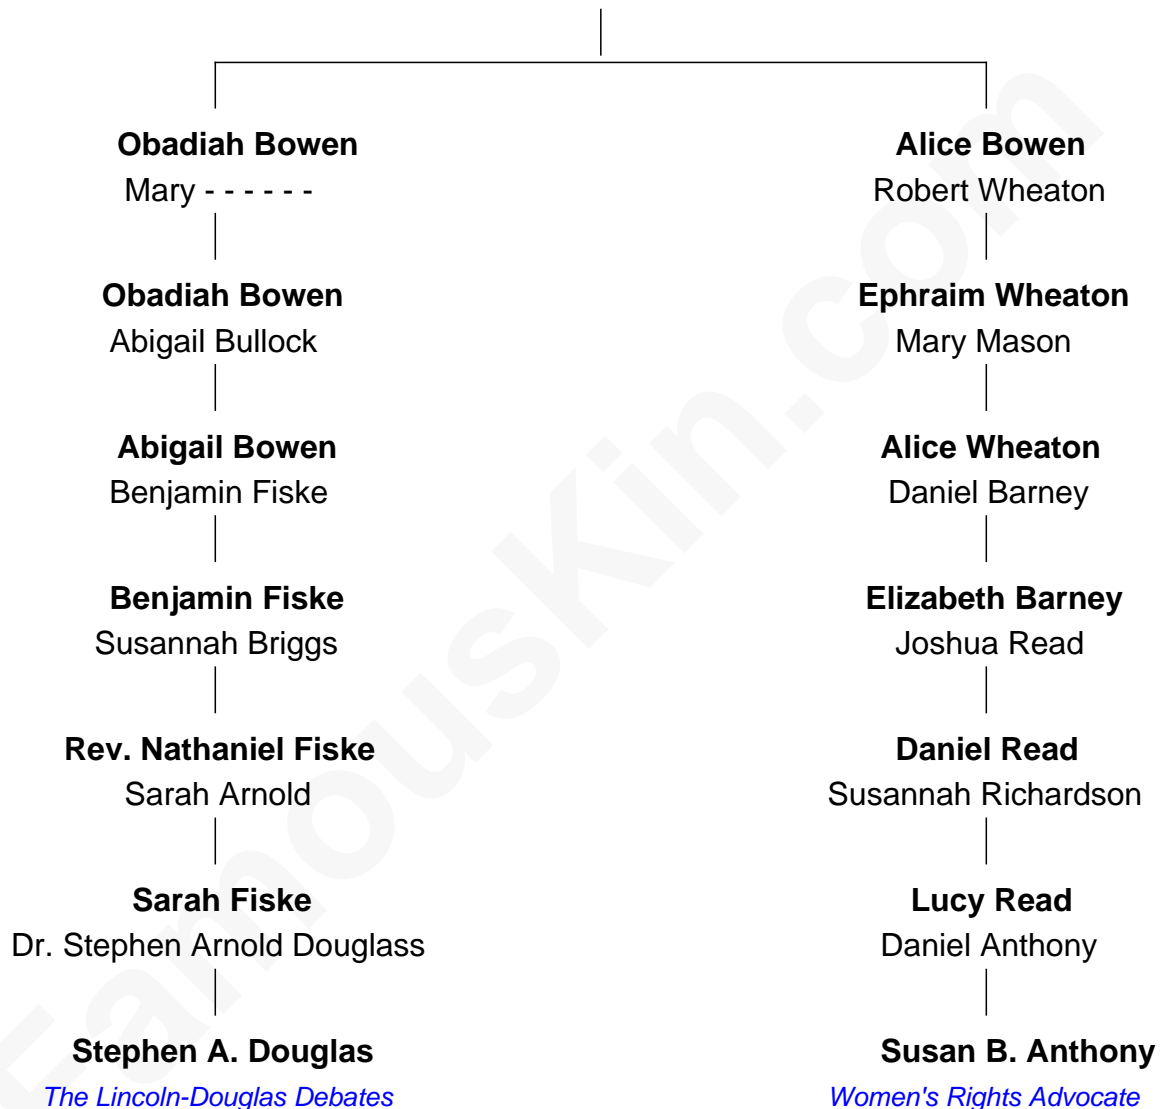 Obadiah Bowen
Mary - - - - - -
Alice Bowen
Robert Wheaton
Obadiah Bowen
Abigail Bullock
Ephraim Wheaton
Mary Mason
Abigail Bowen
Benjamin Fiske
Alice Wheaton
Daniel Barney
Benjamin Fiske
Susannah Briggs
Elizabeth Barney
Joshua Read
Rev. Nathaniel Fiske
Sarah Arnold
Daniel Read
Susannah Richardson
Sarah Fiske
Dr. Stephen Arnold Douglass
Lucy Read
Daniel Anthony
Stephen A. Douglas
The Lincoln-Douglas Debates
Susan B. Anthony
Women's Rights Advocate
FamousKin.com